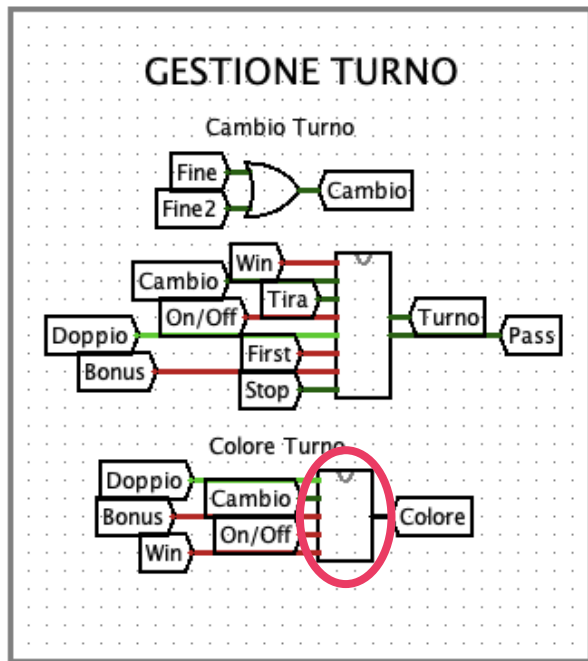 GESTIONE TURNO
Cambio Turno
Fine
Fine2
Cambio
Win
Cambio
Tira
On/Off
Turno
Doppio
Pass
First
Bonus
Stop
Colore Turno
Doppio
Cambio
Bonus
Colore
On/Off
Win